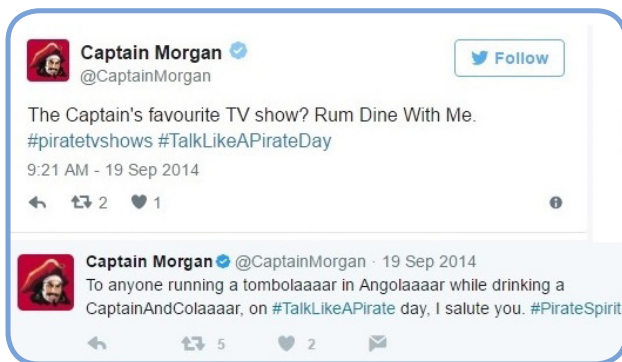 Captain Morgan
@CaptainMorgan
Follow
The Captain's favourite TV show? Rum Dine With Me.
#piratetvshows #TalkLikeAPirateDay
9:21 AM - 19 Sep 2014
2 1
Captain Morgan @CaptainMorgan · 19 Sep 2014
To anyone running a tombolaaaar in Angolaaaar while drinking a
CaptainAndColaaaar, on #TalkLikeAPirate day, I salute you. #PirateSpirit
5 2